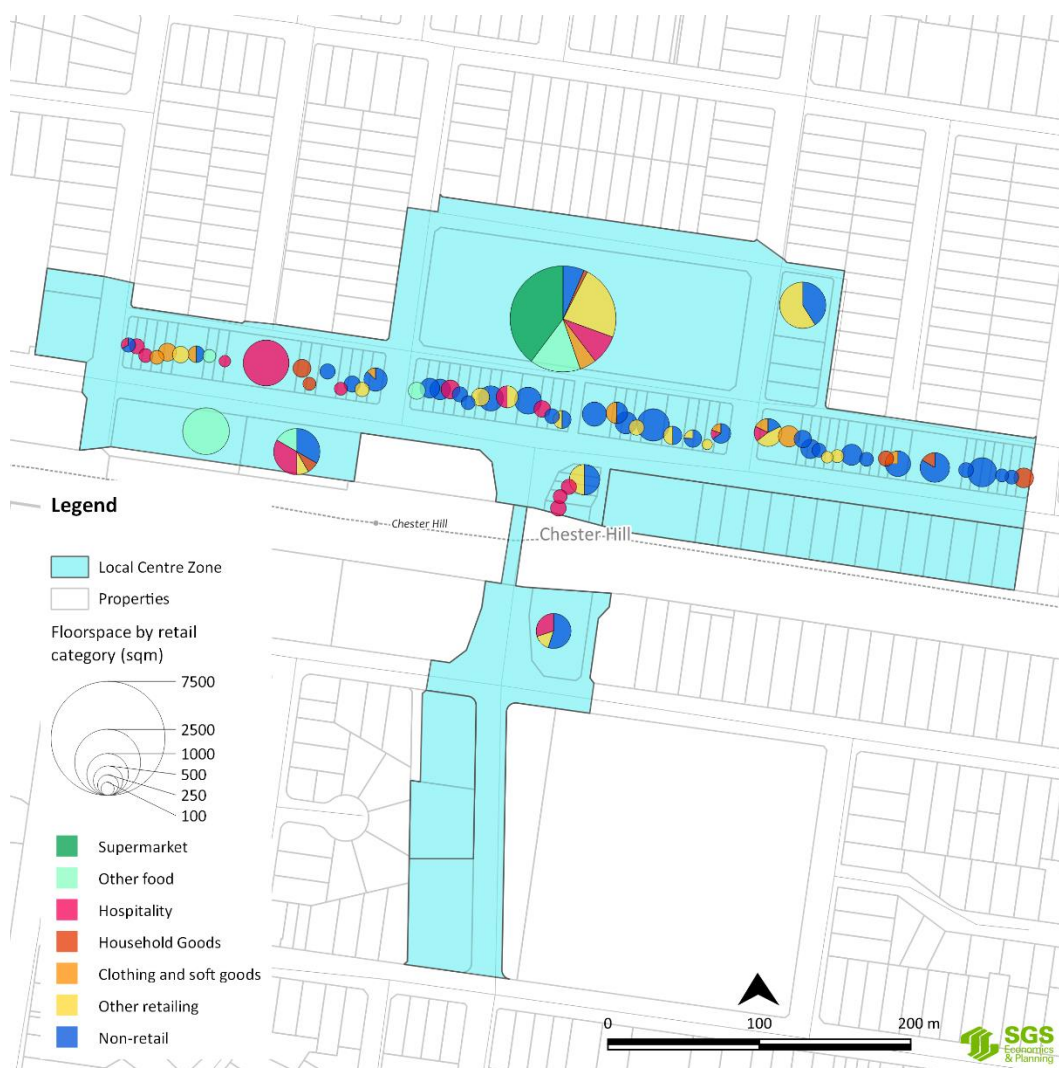 Chester Hill
Chester Hill
Legend
Local Centre Zone
Properties
Floorspace by retail
category (sqm)
7500
2500
1000
500
250
100
Supermarket
Other food
Hospitality
Household Goods
Clothing and soft goods
Other retailing
Non-retail
0 100 200 m
SGS
Economics
& Planning